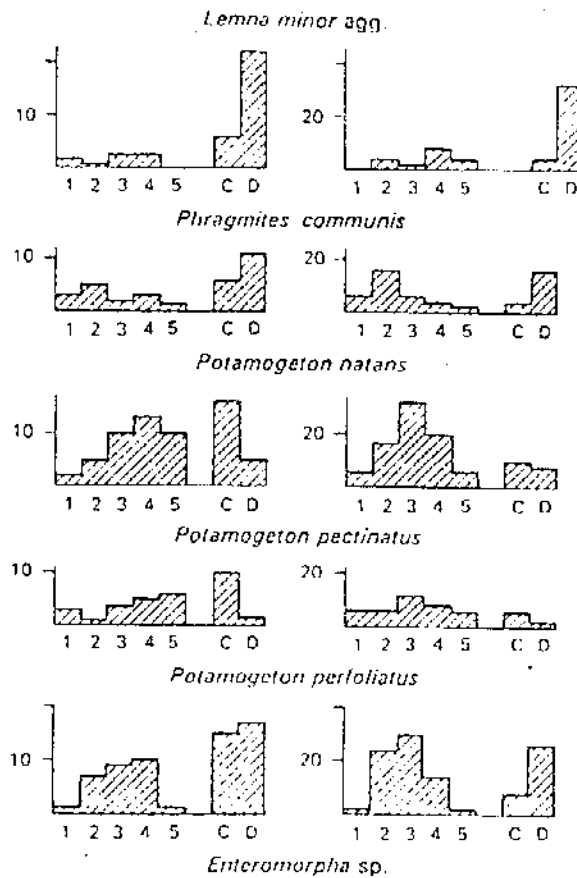 Lemna minor agg.
10 20
1 2 3 4 5 C D 1 2 3 4 5 C D
Phragmites communis
10 20
1 2 3 4 5 C D 1 2 3 4 5 C D
Potamogeton natans
10 20
1 2 3 4 5 C D 1 2 3 4 5 C D
Potamogeton pectinatus
10 20
1 2 3 4 5 C D 1 2 3 4 5 C D
Potamogeton perfoliatus
10 20
1 2 3 4 5 C D 1 2 3 4 5 C D
Enteromorpha sp.